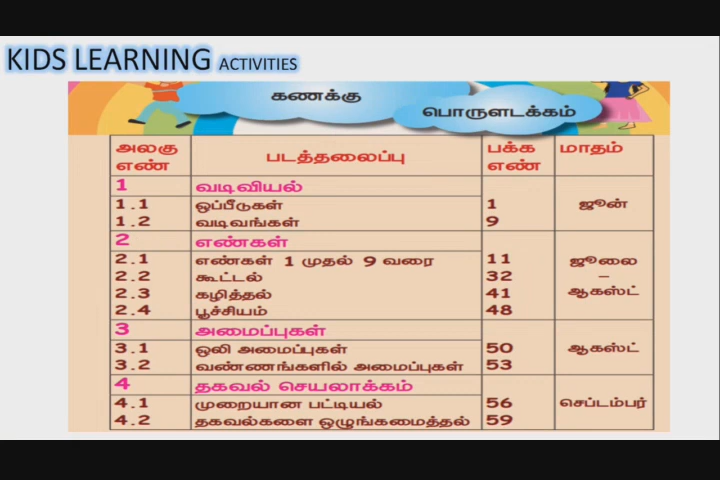 KIDS LEARNING ACTIVITIES
கணக்கு
பொருளடக்கம்
அலகு எண் படத்தலைப்பு பக்க எண் மாதம்
1 வடிவியல்
1.1 ஒப்பீடுகள் 1 ஜூன்
1.2 வடிவங்கள் 9
2 எண்கள்
2.1 எண்கள் 1 முதல் 9 வரை 11 ஜூலை
2.2 கூட்டல் 32 –
2.3 கழித்தல் 41 ஆகஸ்ட்
2.4 பூச்சியம் 48
3 அமைப்புகள்
3.1 ஒலி அமைப்புகள் 50 ஆகஸ்ட்
3.2 வண்ணங்களில் அமைப்புகள் 53
4 தகவல் செயலாக்கம்
4.1 முறையான பட்டியல் 56 செப்டம்பர்
4.2 தகவல்களை ஒழுங்கமைத்தல் 59